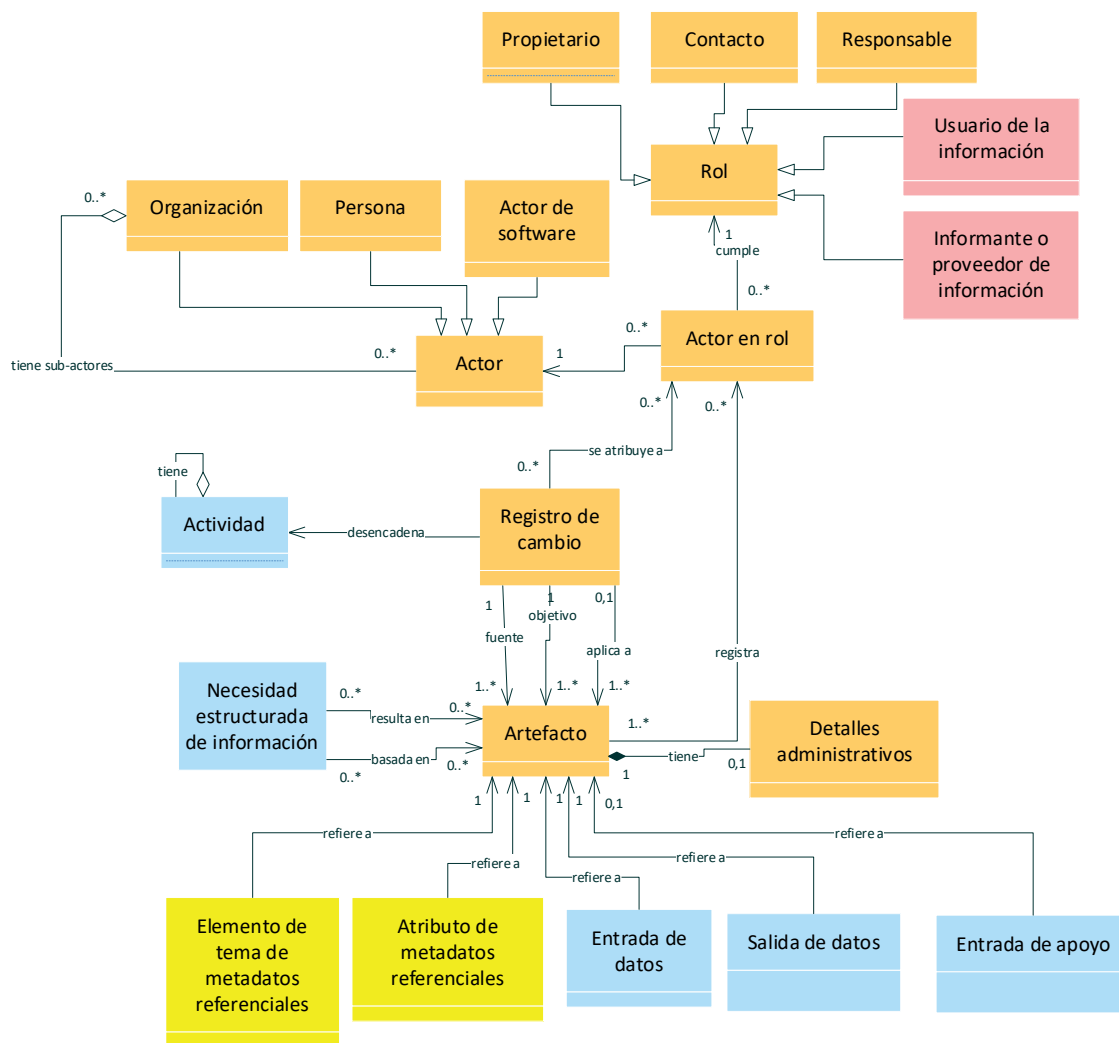 Propietario
Contacto
Responsable
Usuario de la
información
Rol
0..*
Organización
Persona
Actor de
software
1
cumple
Informante o
proveedor de
información
0..*
0..*
0..*
1
Actor en rol
tiene sub-actores
Actor
0..*
0..*
se atribuye a
tiene
0..*
Actividad
desencadena
Registro de
cambio
1
1
0,1
objetivo
fuente
aplica a
registra
Necesidad
estructurada
de información
0..*
resulta en
0..*
1..*
1..*
1..*
Artefacto
1..*
Detalles
administrativos
basada en
0..*
0..*
tiene
1
0,1
1
1
1
1
0,1
refiere a
refiere a
refiere a
refiere a
refiere a
Elemento de
tema de
metadatos
referenciales
Atributo de
metadatos
referenciales
Entrada de
datos
Salida de datos
Entrada de apoyo